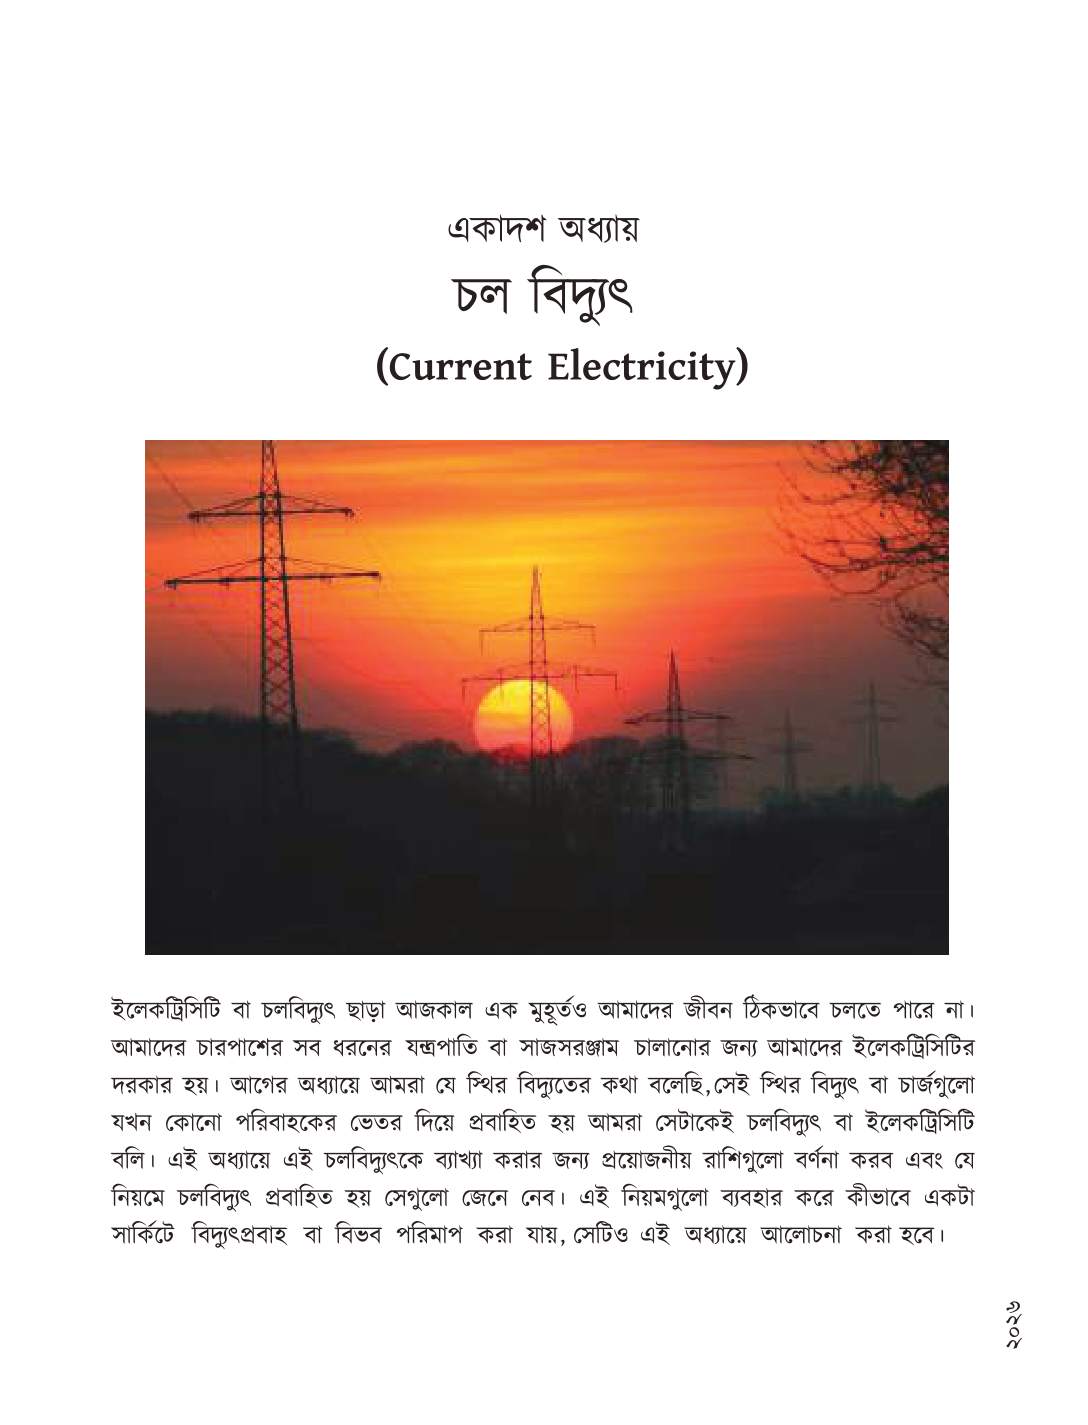 একাদশ অধ্যায়
চল বিদ্যুৎ
(Current Electricity)
ইলেকট্রিসিটি বা চলবিদ্যুৎ ছাড়া আজকাল এক মুহূর্তও আমাদের জীবন ঠিকভাবে চলতে পারে না।
আমাদের চারপাশের সব ধরনের যন্ত্রপাতি বা সাজসরঞ্জাম চালানোর জন্য আমাদের ইলেকট্রিসিটির
দরকার হয়। আগের অধ্যায়ে আমরা যে স্থির বিদ্যুতের কথা বলেছি,সেই স্থির বিদ্যুৎ বা চার্জগুলো
যখন কোনো পরিবাহকের ভেতর দিয়ে প্রবাহিত হয় আমরা সেটাকেই চলবিদ্যুৎ বা ইলেকট্রিসিটি
বলি। এই অধ্যায়ে এই চলবিদ্যুৎকে ব্যাখ্যা করার জন্য প্রয়োজনীয় রাশিগুলো বর্ণনা করব এবং যে
নিয়মে চলবিদ্যুৎ প্রবাহিত হয় সেগুলো জেনে নেব। এই নিয়মগুলো ব্যবহার করে কীভাবে একটা
সার্কিটে বিদ্যুৎপ্রবাহ বা বিভব পরিমাপ করা যায়, সেটিও এই অধ্যায়ে আলোচনা করা হবে।
২০২৬